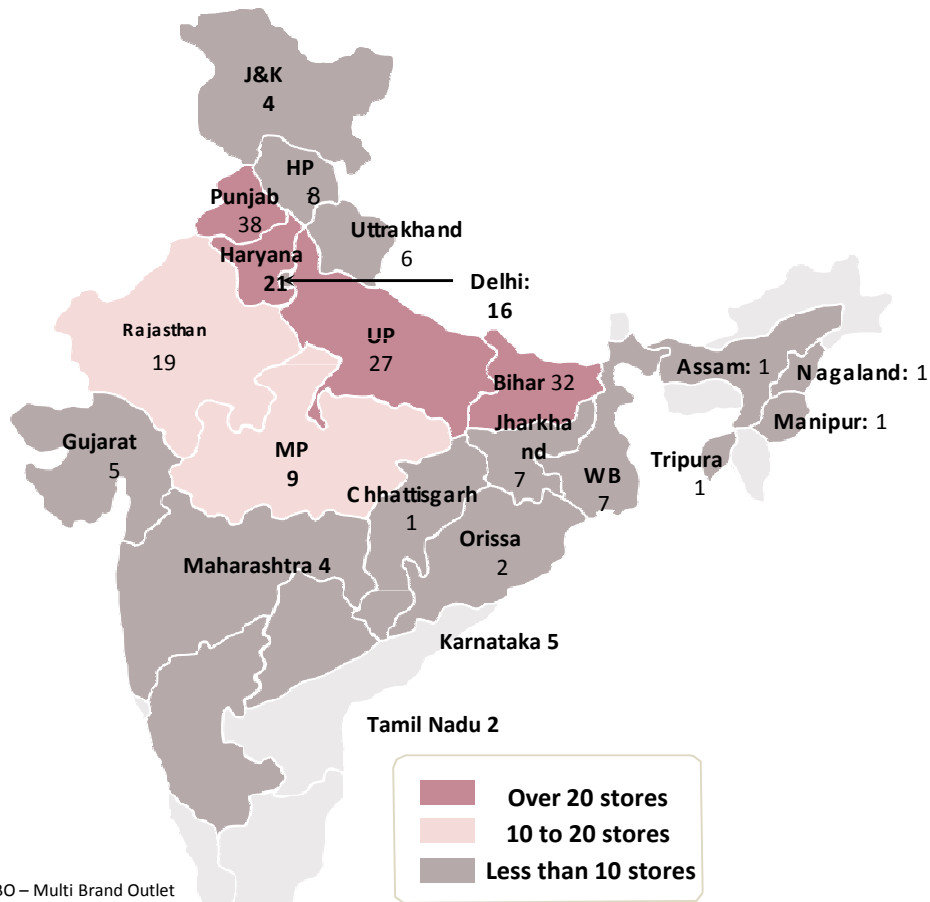 J&K
4
HP
8
Punjab
38
Uttrakhand
6
Haryana
21
Delhi:
16
Rajasthan
19
UP
27
Bihar 32
Assam: 1
Nagaland: 1
Manipur: 1
Tripura
1
Gujarat
5
MP
9
Jharkha
nd
7
WB
7
Chhattisgarh
1
Orissa
2
Maharashtra 4
Karnataka 5
Tamil Nadu 2
Over 20 stores
10 to 20 stores
Less than 10 stores
BO – Multi Brand Outlet